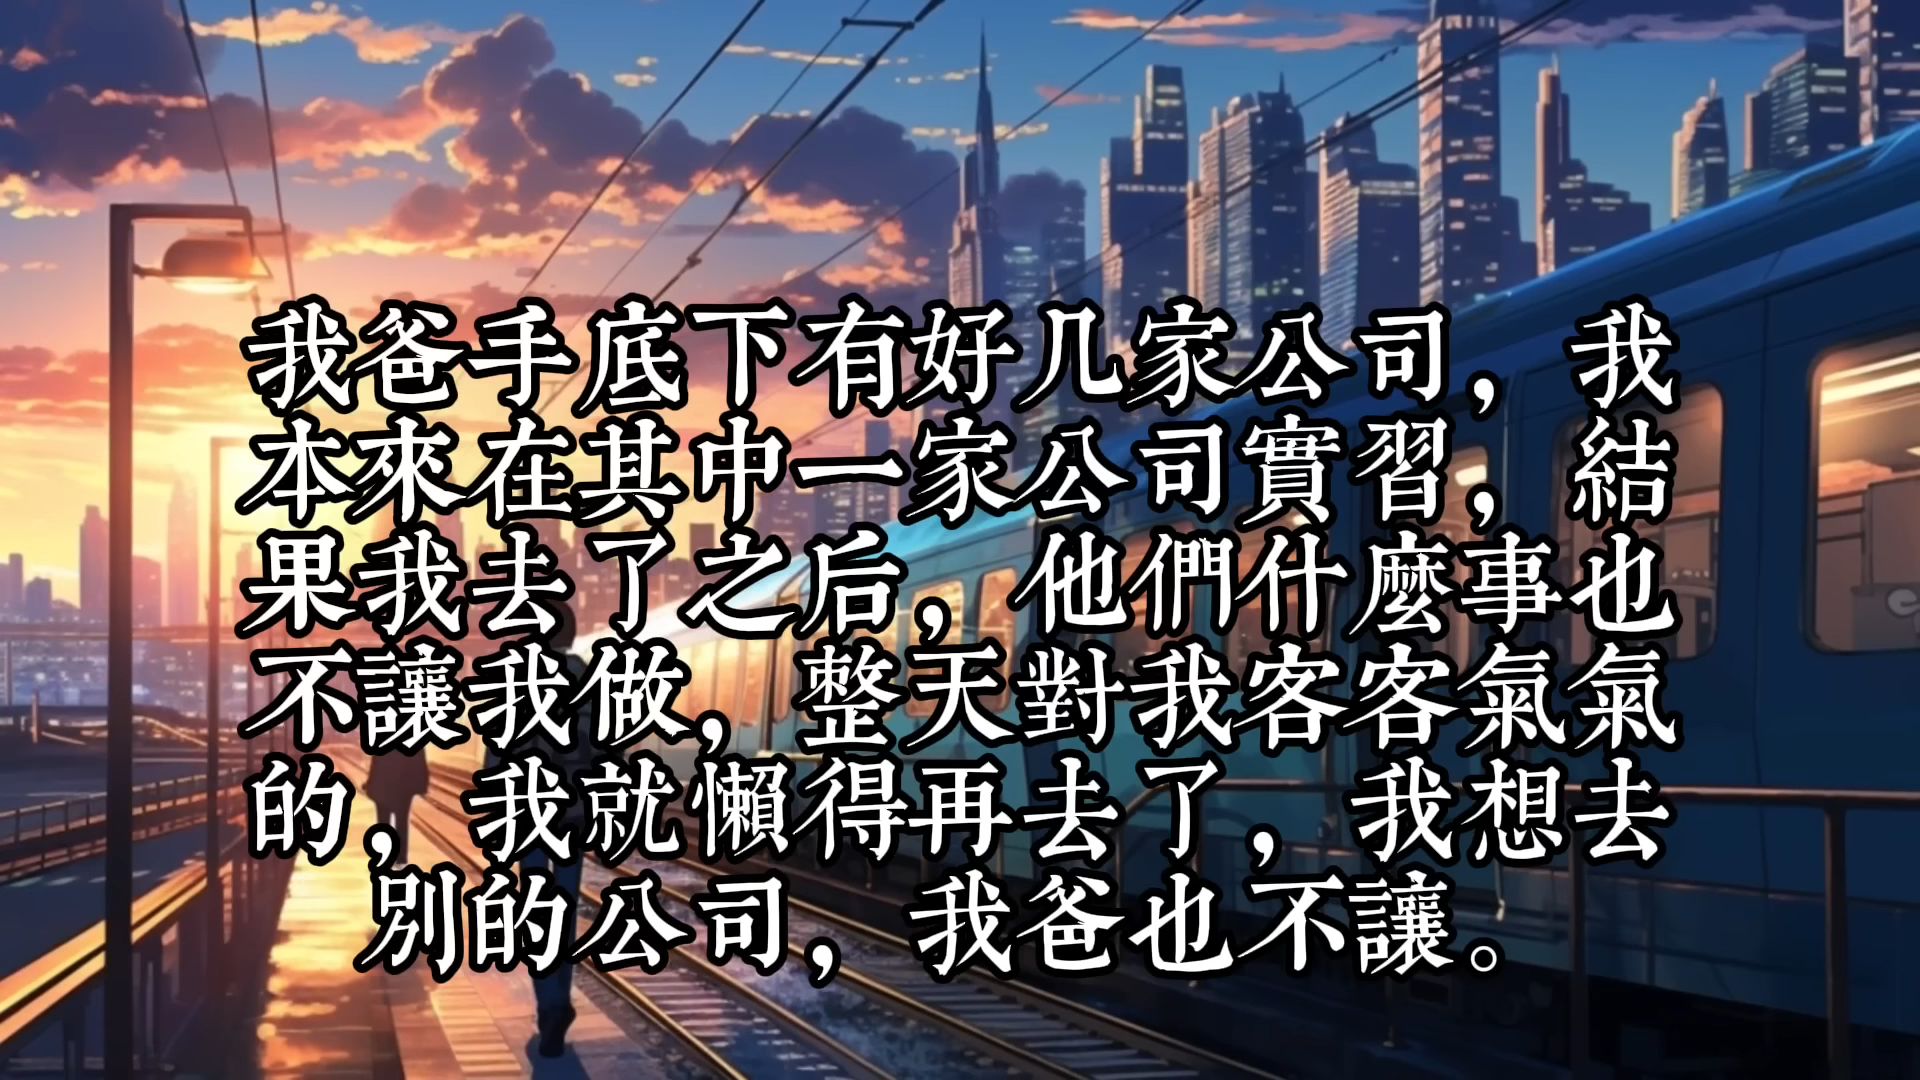 我爸手底下有好几家公司，我
本來在其中一家公司實習，結
果我去了之后，他們什麼事也
不讓我做，整天對我客客氣氣
的，我就懶得再去了，我想去
別的公司，我爸也不讓。